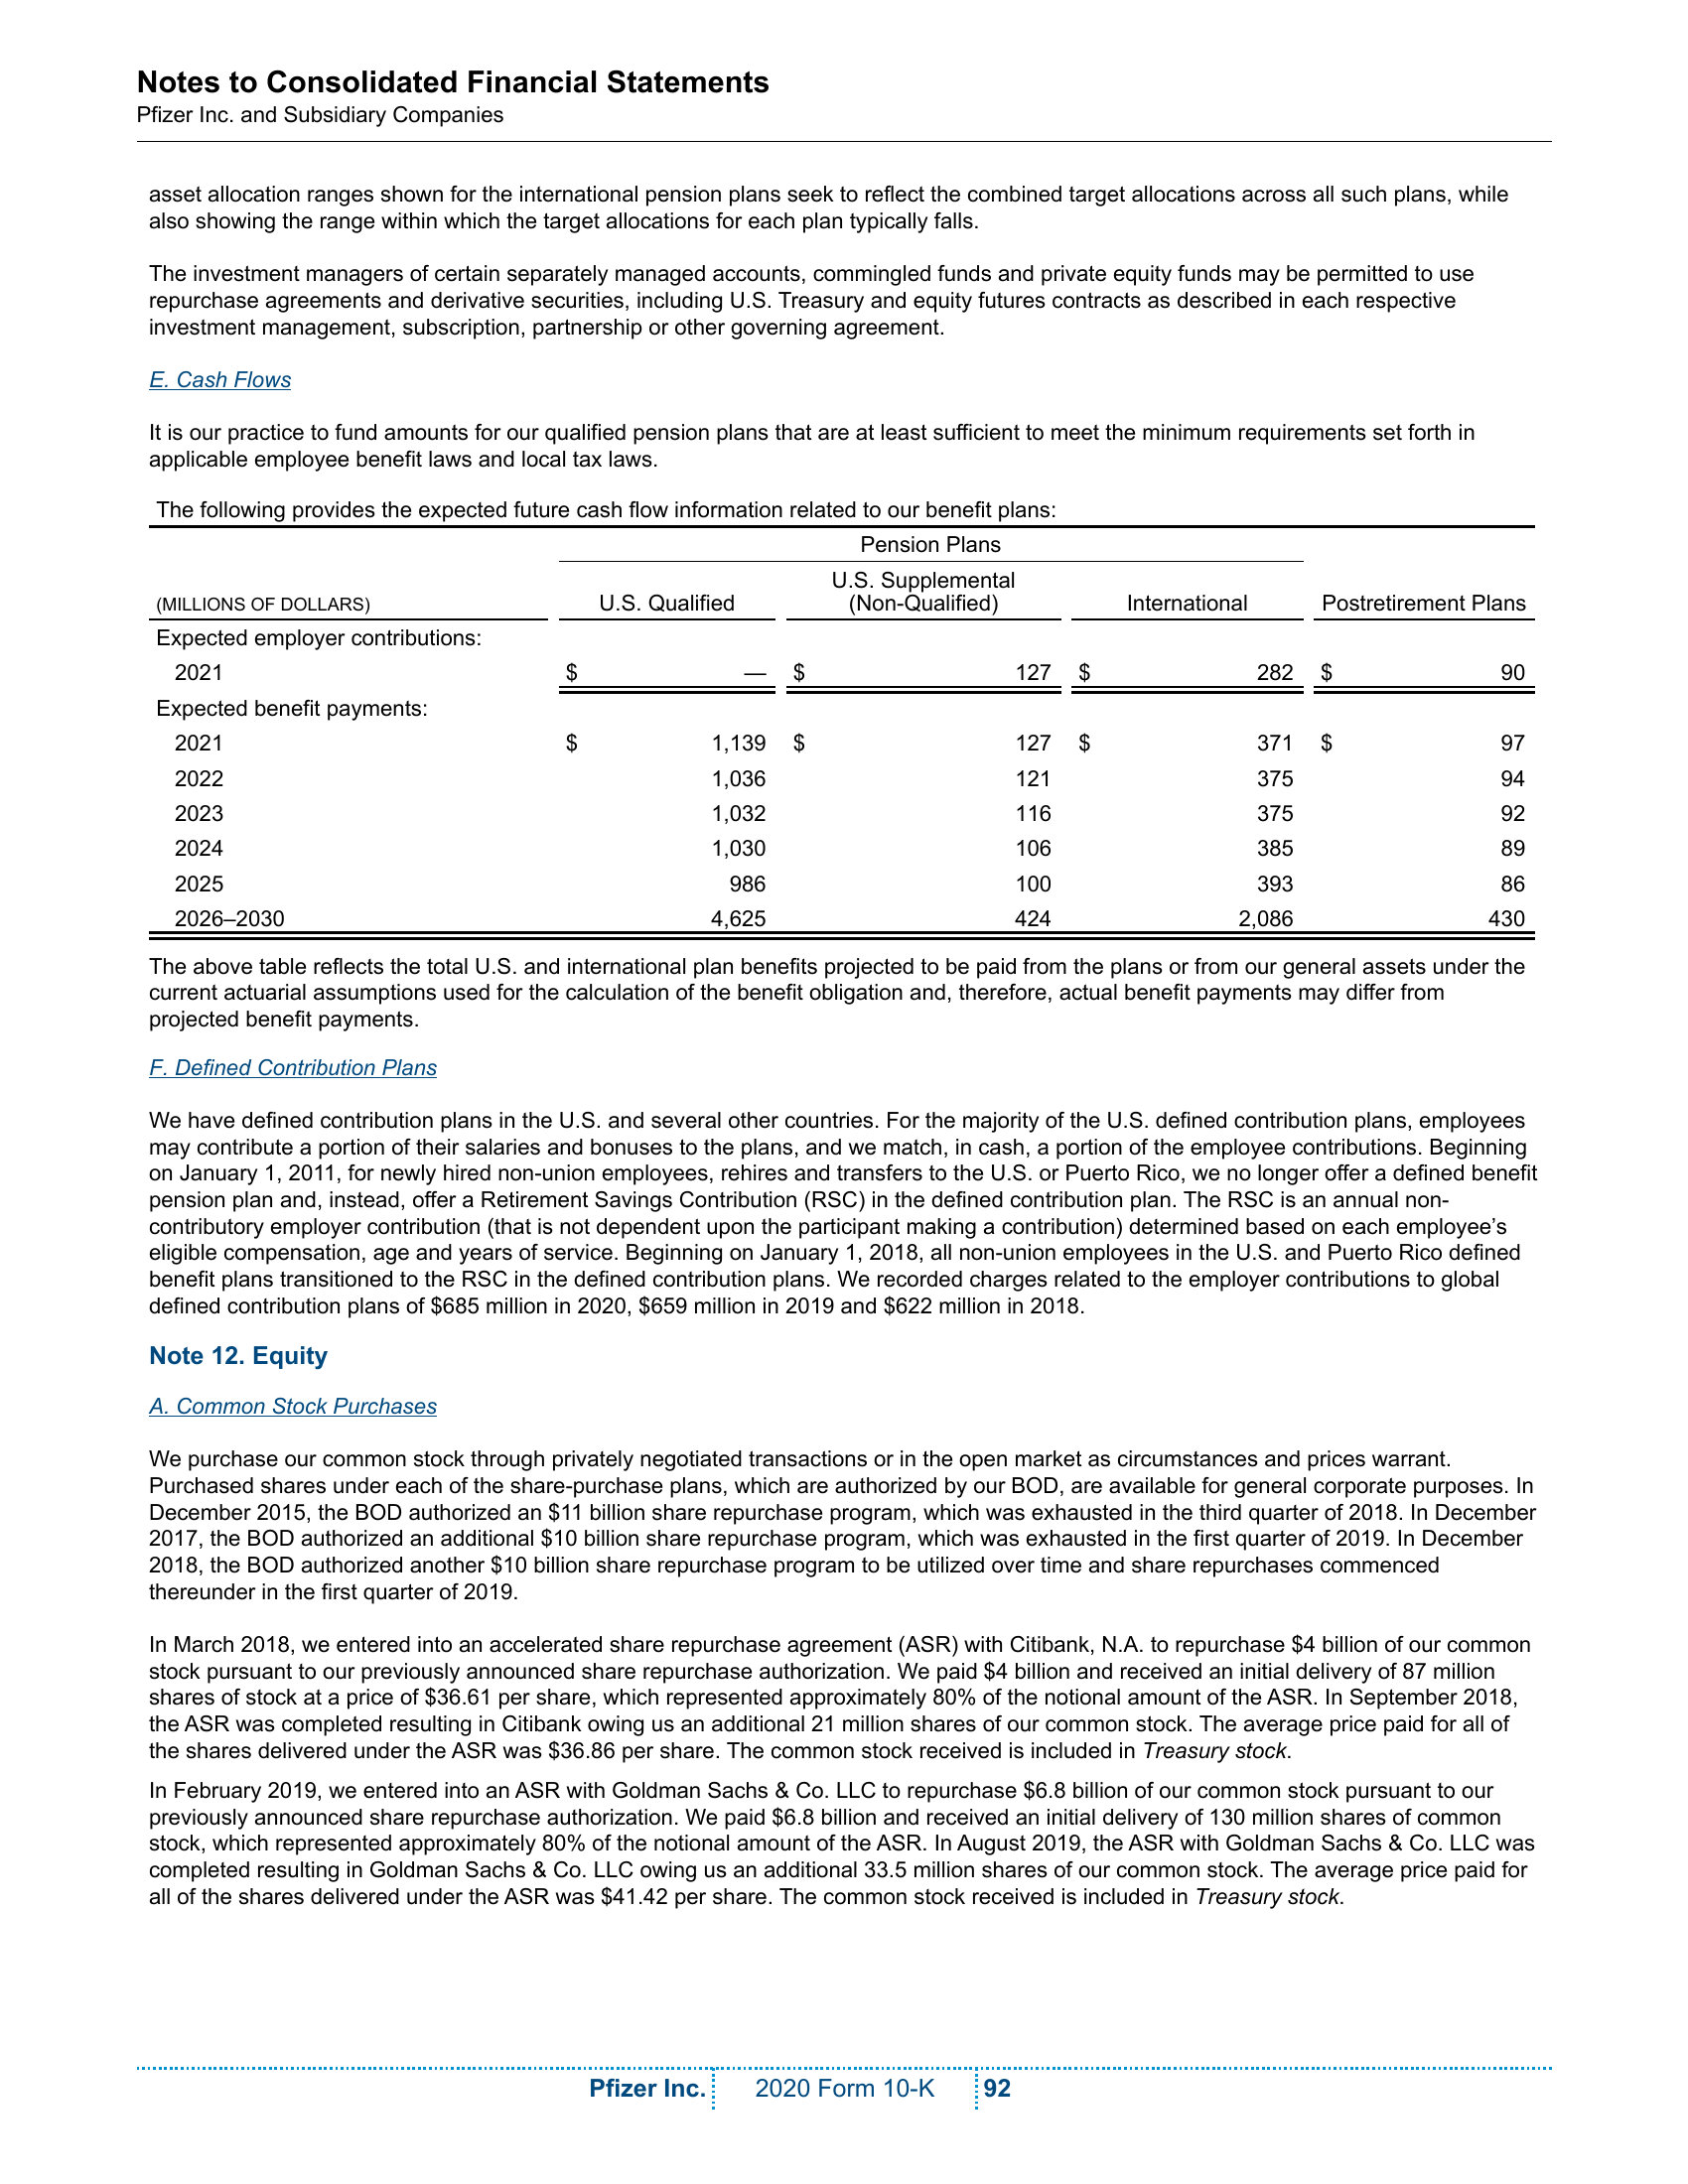 Notes to Consolidated Financial Statements
Pfizer Inc. and Subsidiary Companies
asset allocation ranges shown for the international pension plans seek to reflect the combined target allocations across all such plans, while
also showing the range within which the target allocations for each plan typically falls.
The investment managers of certain separately managed accounts, commingled funds and private equity funds may be permitted to use
repurchase agreements and derivative securities, including U.S. Treasury and equity futures contracts as described in each respective
investment management, subscription, partnership or other governing agreement.
E. Cash Flows
It is our practice to fund amounts for our qualified pension plans that are at least sufficient to meet the minimum requirements set forth in
applicable employee benefit laws and local tax laws.
The following provides the expected future cash flow information related to our benefit plans:
Pension Plans
U.S. Supplemental
(MILLIONS OF DOLLARS) U.S. Qualified (Non-Qualified) International Postretirement Plans
Expected employer contributions:
2021 $ — $ 127 $ 282 $ 90
Expected benefit payments:
2021 $ 1,139 $ 127 $ 371 $ 97
2022 1,036 121 375 94
2023 1,032 116 375 92
2024 1,030 106 385 89
2025 986 100 393 86
2026–2030 4,625 424 2,086 430
The above table reflects the total U.S. and international plan benefits projected to be paid from the plans or from our general assets under the
current actuarial assumptions used for the calculation of the benefit obligation and, therefore, actual benefit payments may differ from
projected benefit payments.
F. Defined Contribution Plans
We have defined contribution plans in the U.S. and several other countries. For the majority of the U.S. defined contribution plans, employees
may contribute a portion of their salaries and bonuses to the plans, and we match, in cash, a portion of the employee contributions. Beginning
on January 1, 2011, for newly hired non-union employees, rehires and transfers to the U.S. or Puerto Rico, we no longer offer a defined benefit
pension plan and, instead, offer a Retirement Savings Contribution (RSC) in the defined contribution plan. The RSC is an annual non-
contributory employer contribution (that is not dependent upon the participant making a contribution) determined based on each employee’s
eligible compensation, age and years of service. Beginning on January 1, 2018, all non-union employees in the U.S. and Puerto Rico defined
benefit plans transitioned to the RSC in the defined contribution plans. We recorded charges related to the employer contributions to global
defined contribution plans of $685 million in 2020, $659 million in 2019 and $622 million in 2018.
Note 12. Equity
A. Common Stock Purchases
We purchase our common stock through privately negotiated transactions or in the open market as circumstances and prices warrant.
Purchased shares under each of the share-purchase plans, which are authorized by our BOD, are available for general corporate purposes. In
December 2015, the BOD authorized an $11 billion share repurchase program, which was exhausted in the third quarter of 2018. In December
2017, the BOD authorized an additional $10 billion share repurchase program, which was exhausted in the first quarter of 2019. In December
2018, the BOD authorized another $10 billion share repurchase program to be utilized over time and share repurchases commenced
thereunder in the first quarter of 2019.
In March 2018, we entered into an accelerated share repurchase agreement (ASR) with Citibank, N.A. to repurchase $4 billion of our common
stock pursuant to our previously announced share repurchase authorization. We paid $4 billion and received an initial delivery of 87 million
shares of stock at a price of $36.61 per share, which represented approximately 80% of the notional amount of the ASR. In September 2018,
the ASR was completed resulting in Citibank owing us an additional 21 million shares of our common stock. The average price paid for all of
the shares delivered under the ASR was $36.86 per share. The common stock received is included in Treasury stock.
In February 2019, we entered into an ASR with Goldman Sachs & Co. LLC to repurchase $6.8 billion of our common stock pursuant to our
previously announced share repurchase authorization. We paid $6.8 billion and received an initial delivery of 130 million shares of common
stock, which represented approximately 80% of the notional amount of the ASR. In August 2019, the ASR with Goldman Sachs & Co. LLC was
completed resulting in Goldman Sachs & Co. LLC owing us an additional 33.5 million shares of our common stock. The average price paid for
all of the shares delivered under the ASR was $41.42 per share. The common stock received is included in Treasury stock.
Pfizer Inc. 2020 Form 10-K 92